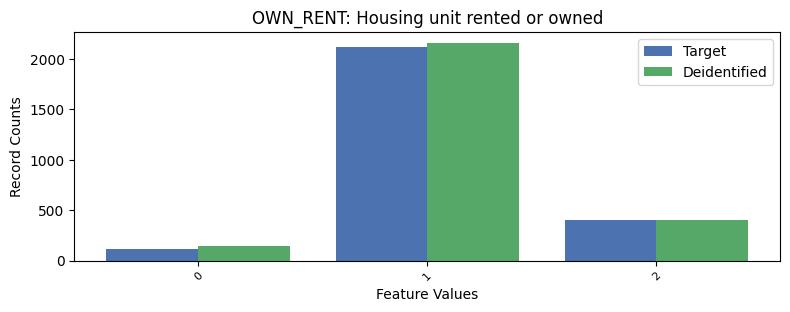 OWN_RENT: Housing unit rented or owned
Target
Deidentified
Record Counts
2000
1500
1000
500
0
0
1
2
Feature Values